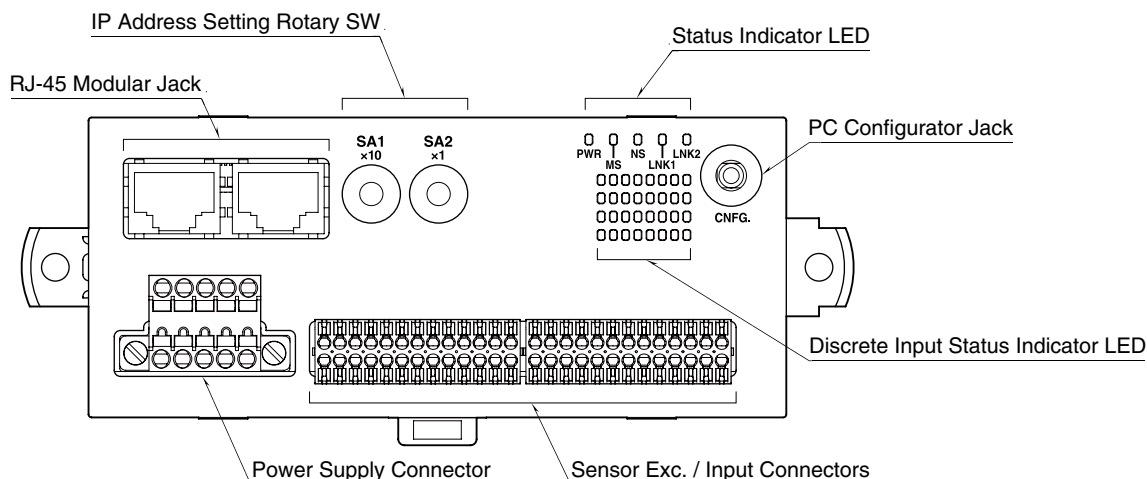 IP Address Setting Rotary SW
Status Indicator LED
RJ-45 Modular Jack
PC Configurator Jack
SA1
×10
SA2
×1
PWR
MS
NS
LNK1
LNK2
CNFG.
Discrete Input Status Indicator LED
Power Supply Connector
Sensor Exc. / Input Connectors